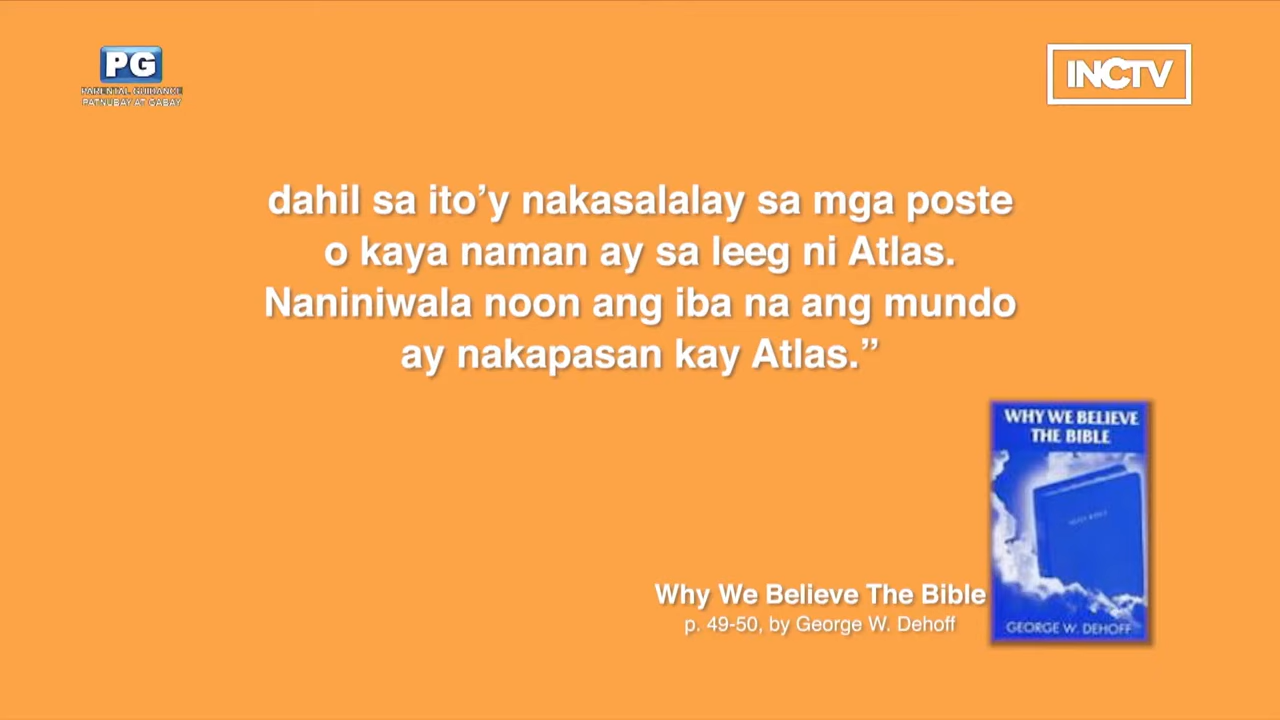 PG
PARENTAL GUIDANCE
PATNUBAY AT GABAY
INCTV
dahil sa ito’y nakasalalay sa mga poste
o kaya naman ay sa leeg ni Atlas.
Naniniwala noon ang iba na ang mundo
ay nakapasan kay Atlas.”
WHY WE BELIEVE
THE BIBLE
HOLY BIBLE
GEORGE W. DEHOFF
Why We Believe The Bible
p. 49-50, by George W. Dehoff